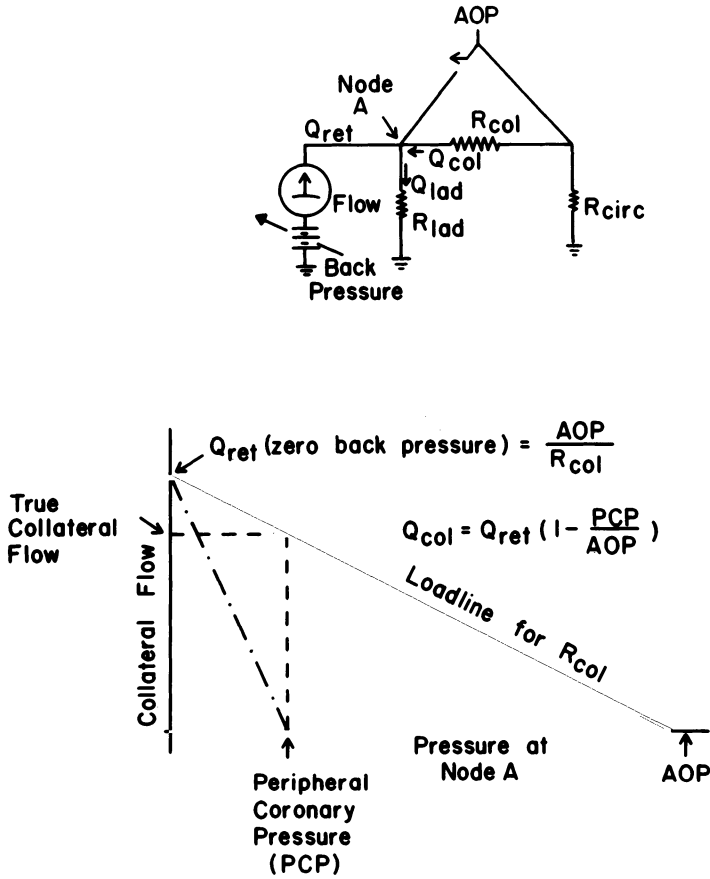 AOP
Node
A
Rcol
Qret
Qcol
Qlad
Flow
Rlad
Rcirc
Back
Pressure
Qret (zero back pressure) = AOP / Rcol
True
Collateral
Flow
Qcol = Qret (1 - PCP / AOP )
Loadline for Rcol
Collateral Flow
Pressure at
Node A
AOP
Peripheral
Coronary
Pressure
(PCP)